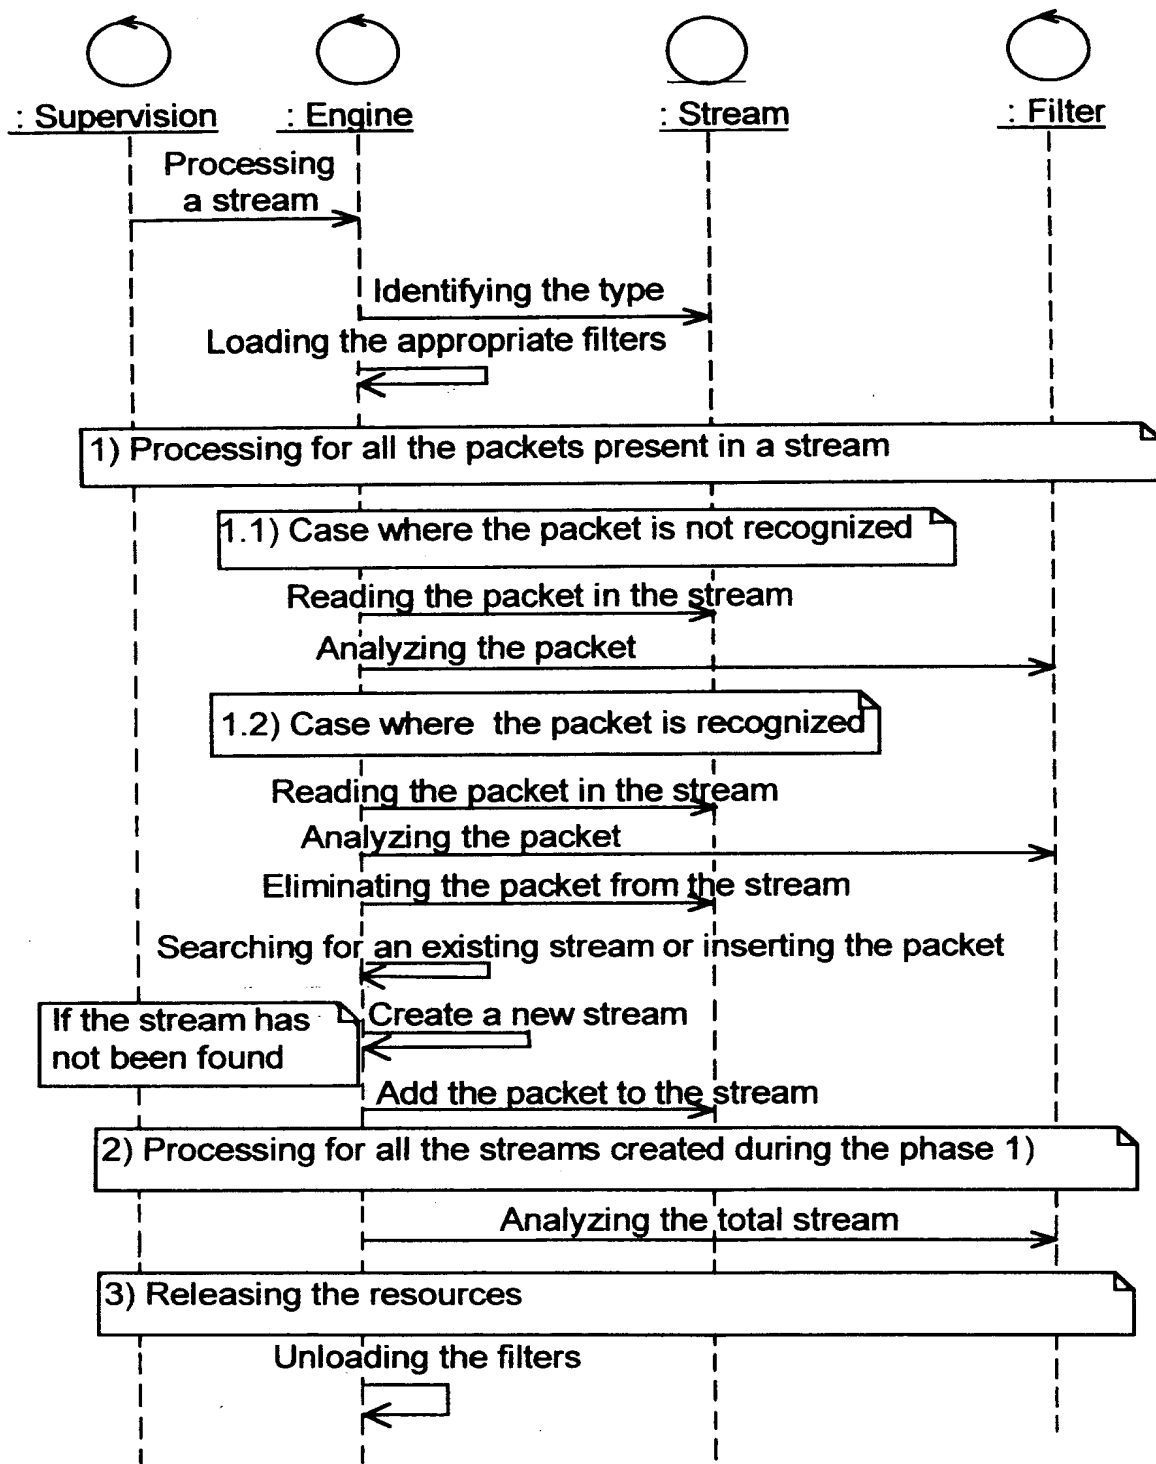 : Supervision
: Engine
: Stream
: Filter
Processing
a stream
Identifying the type
Loading the appropriate filters
1) Processing for all the packets present in a stream
1.1) Case where the packet is not recognized
Reading the packet in the stream
Analyzing the packet
1.2) Case where the packet is recognized
Reading the packet in the stream
Analyzing the packet
Eliminating the packet from the stream
Searching for an existing stream or inserting the packet
If the stream has
not been found
Create a new stream
Add the packet to the stream
2) Processing for all the streams created during the phase 1)
Analyzing the total stream
3) Releasing the resources
Unloading the filters